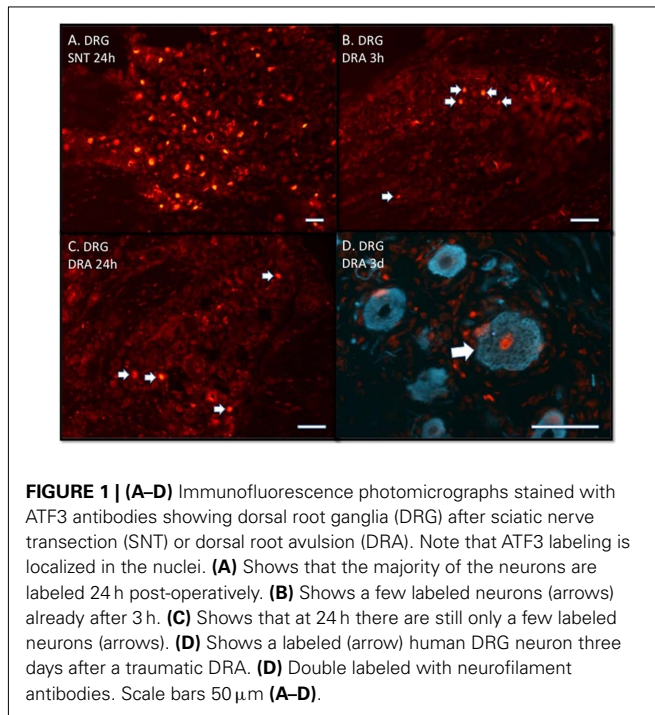 A. DRG
SNT 24h
B. DRG
DRA 3h
C. DRG
DRA 24h
D. DRG
DRA 3d
FIGURE 1 | (A–D) Immunofluorescence photomicrographs stained with
ATF3 antibodies showing dorsal root ganglia (DRG) after sciatic nerve
transection (SNT) or dorsal root avulsion (DRA). Note that ATF3 labeling is
localized in the nuclei. (A) Shows that the majority of the neurons are
labeled 24 h post-operatively. (B) Shows a few labeled neurons (arrows)
already after 3 h. (C) Shows that at 24 h there are still only a few labeled
neurons (arrows). (D) Shows a labeled (arrow) human DRG neuron three
days after a traumatic DRA. (D) Double labeled with neurofilament
antibodies. Scale bars 50 μm (A–D).